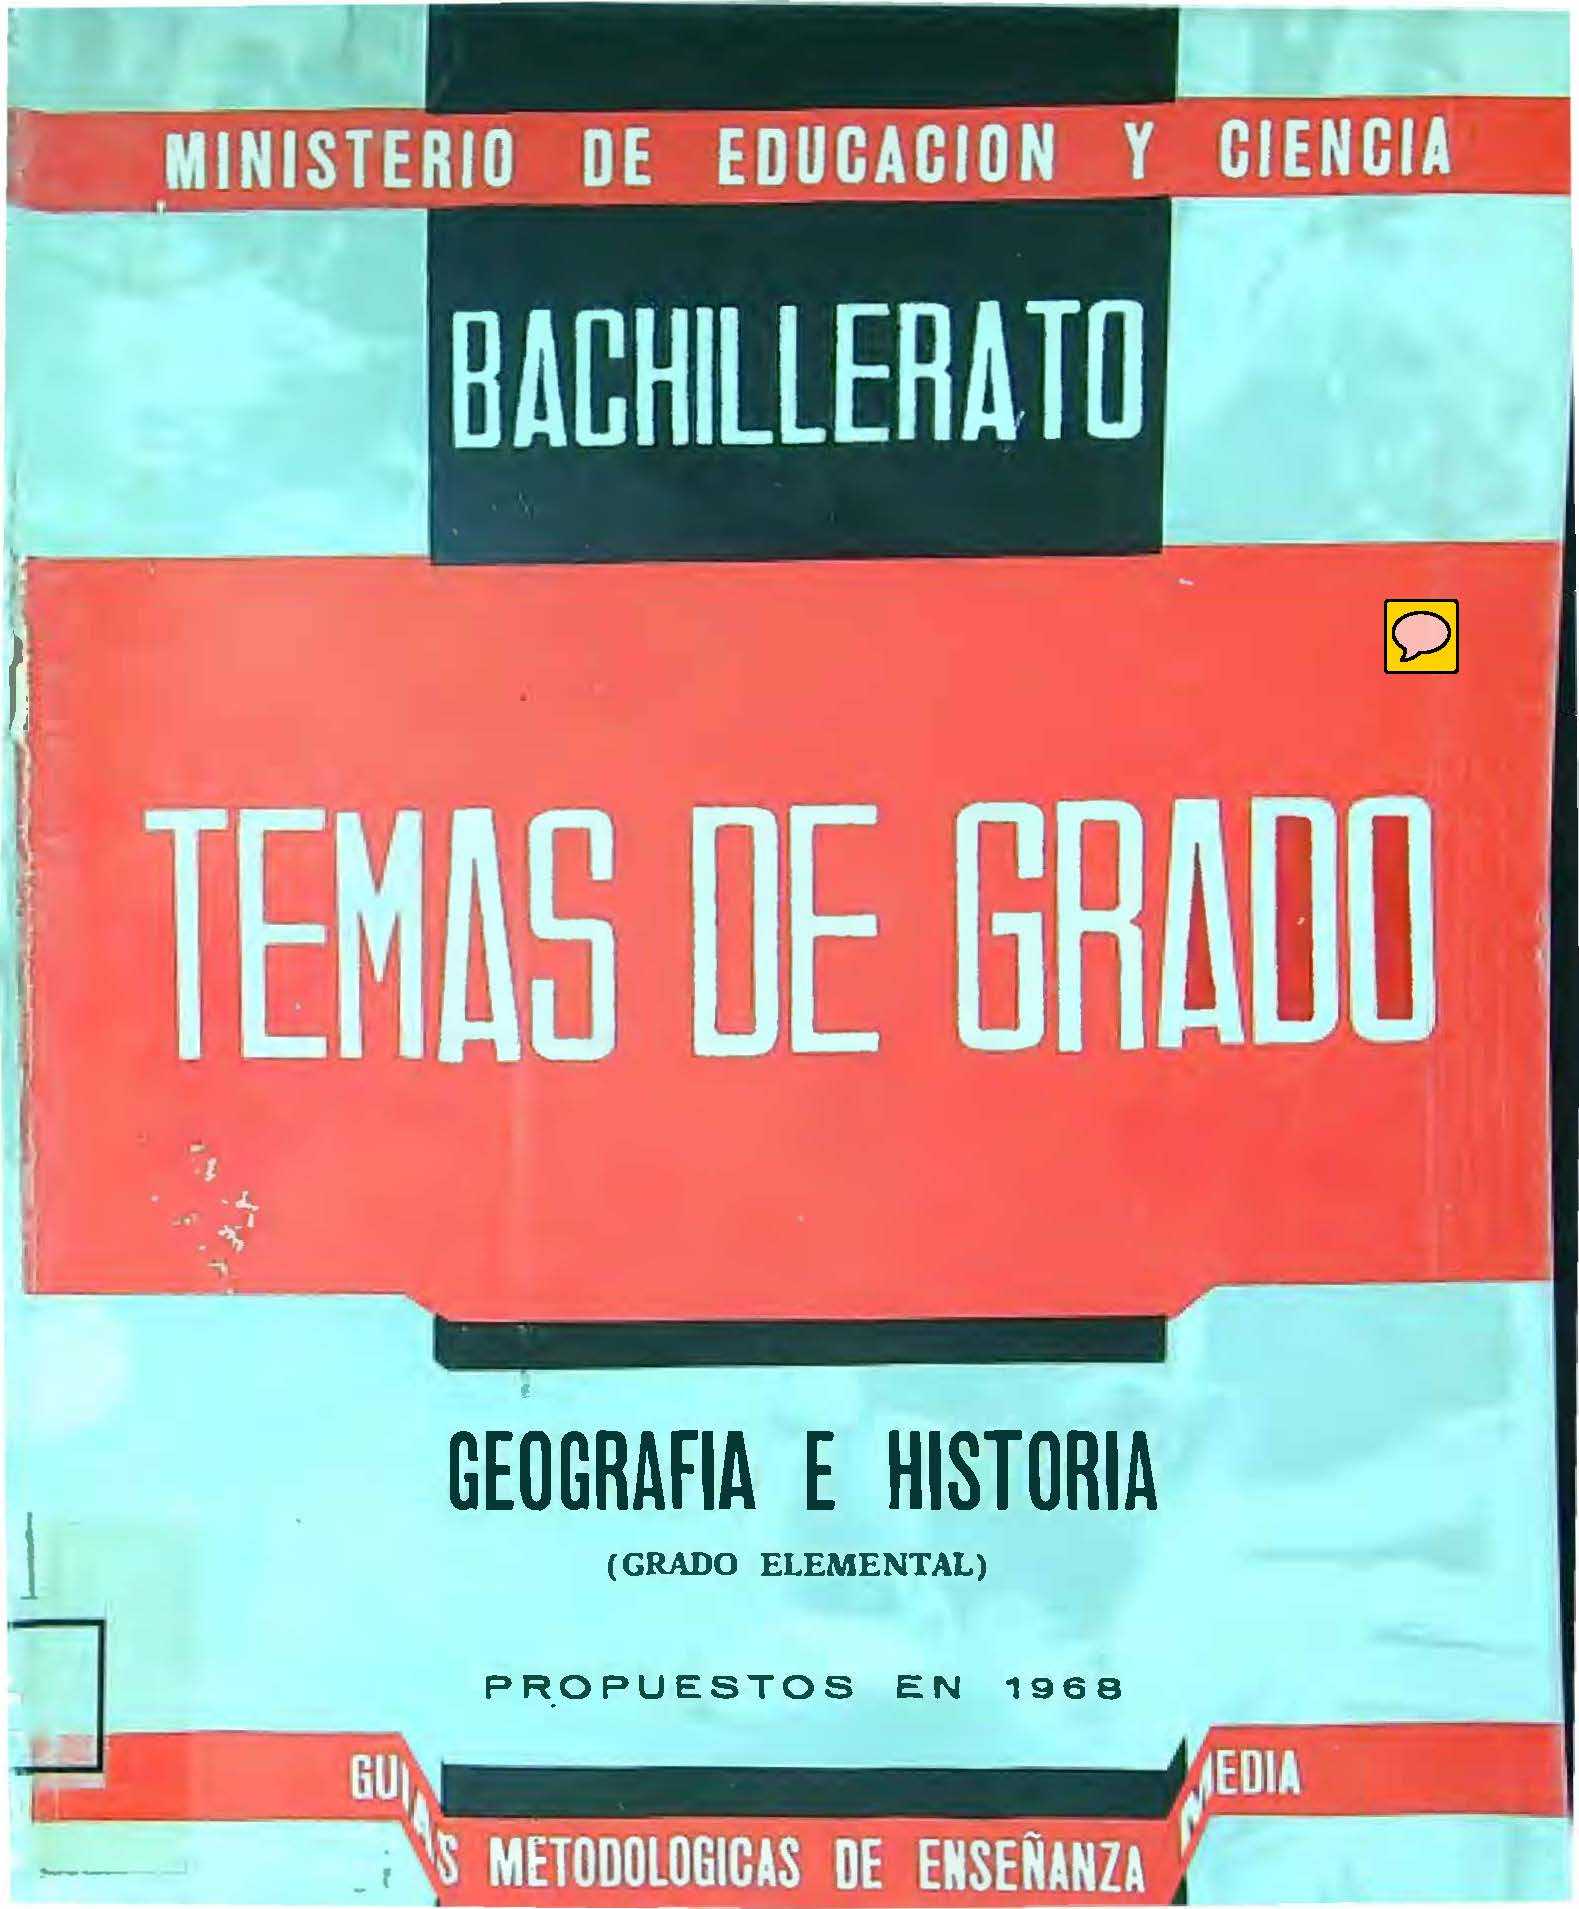 MINISTERIO DE EDUCACION Y CIENCIA
BACHILLERATO
TEMAS DE GRADO
GEOGRAFIA E HISTORIA
(GRADO ELEMENTAL)
PROPUESTOS EN 1968
GUIAS METODOLOGICAS DE ENSEÑANZA MEDIA